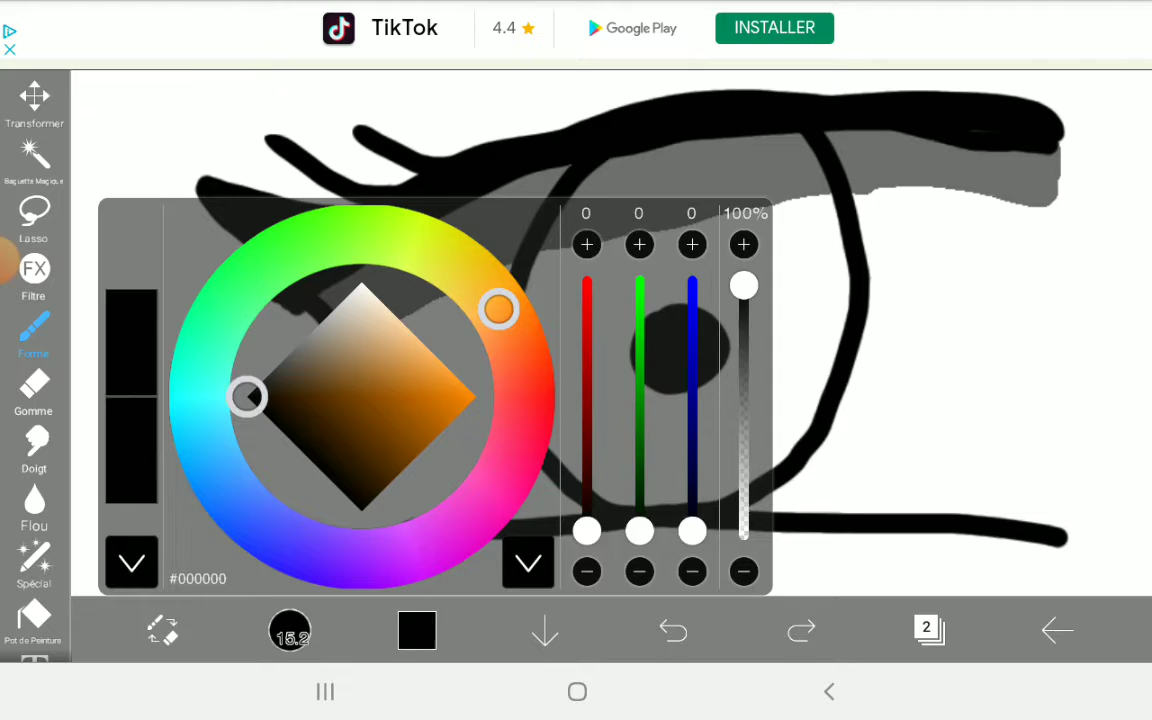 TikTok
4.4
Google Play
INSTALLER
Transformer
Baguette Magique
Lasso
FX
Filtre
Forme
Gomme
Doigt
Flou
Spécial
Pot de Peinture
0 0 0 100%
#000000
15.2
2